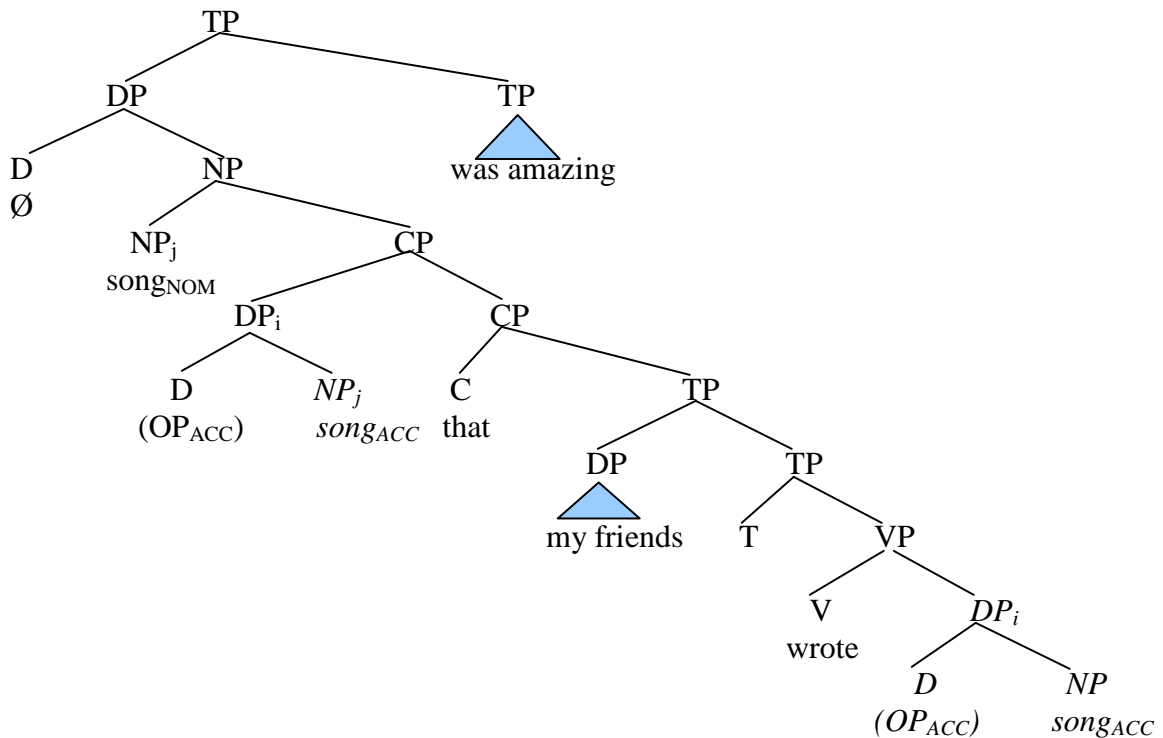 TP
DP TP
D NP was amazing
Ø
NPj CP
songNOM
DPi CP
D NPj C TP
(OPACC) songACC that
DP TP
my friends T VP
V DPi
wrote
D NP
(OPACC) songACC